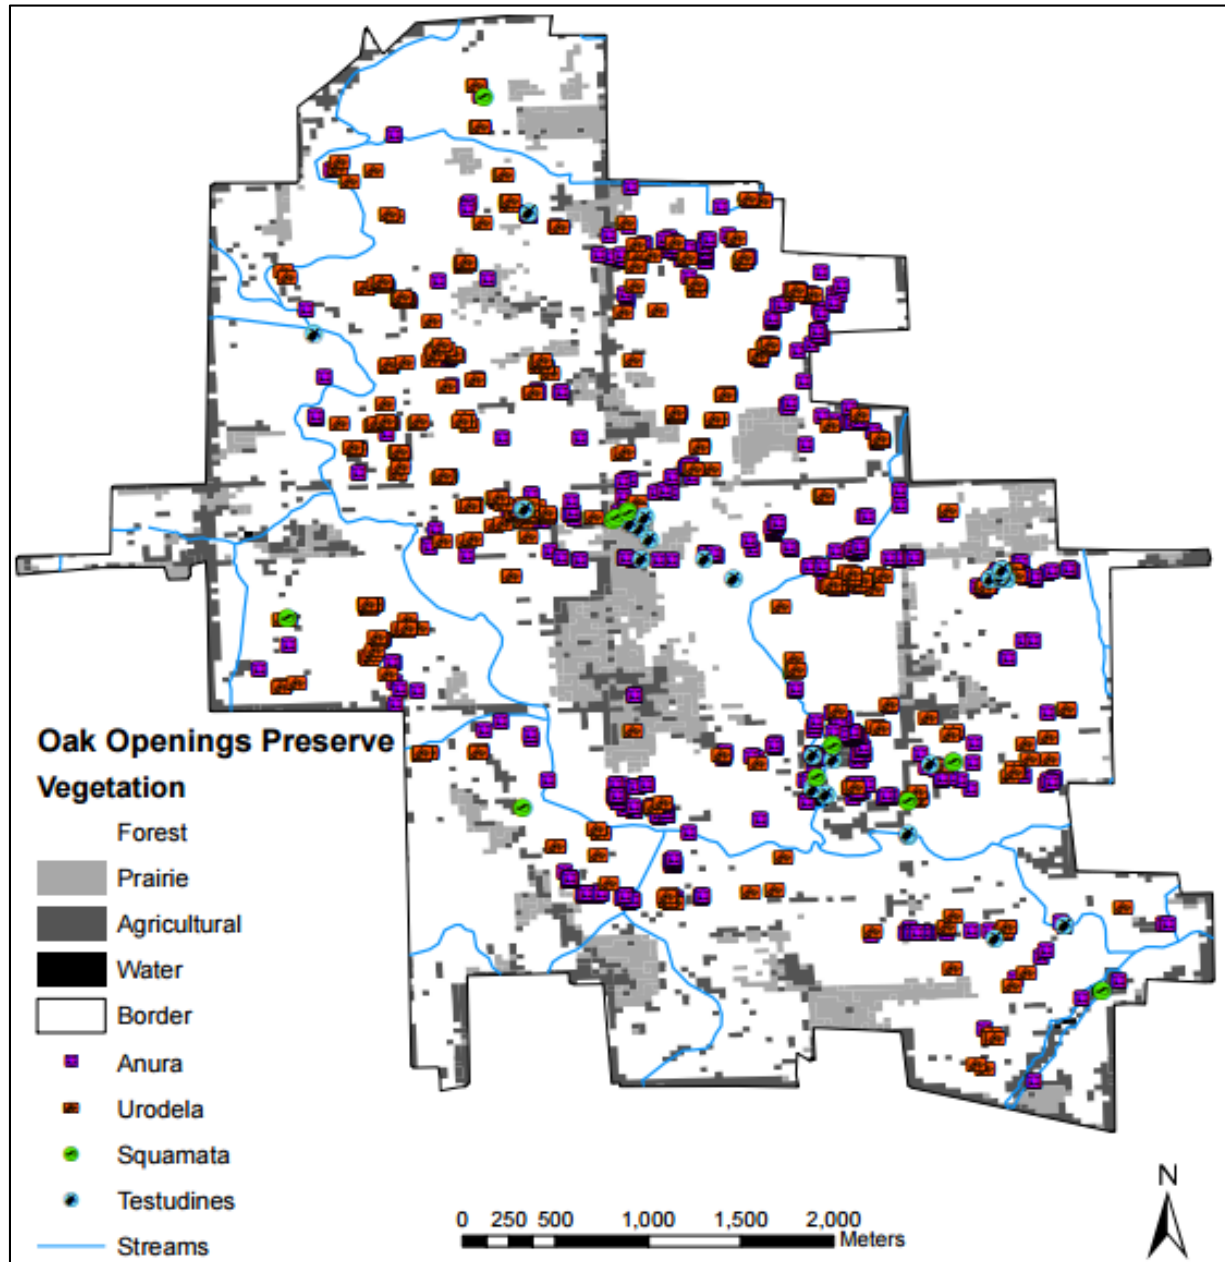 Oak Openings Preserve
Vegetation
Forest
Prairie
Agricultural
Water
Border
Anura
Urodela
Squamata
Testudines
Streams
0 250 500 1,000 1,500 2,000
Meters
N